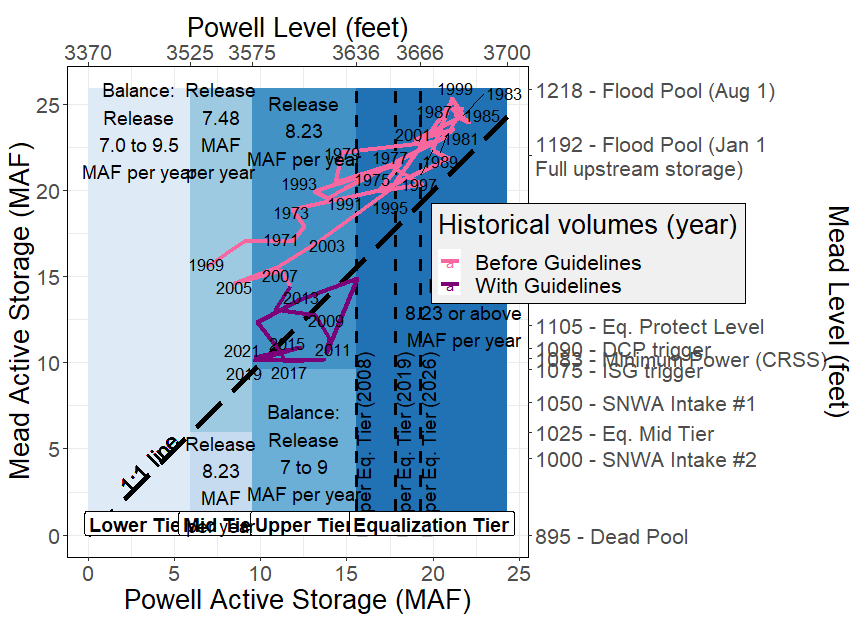 Powell Level (feet)
3370 3525 3575 3636 3666 3700
Mead Active Storage (MAF)
25
20
15
10
5
0
Balance:
Release
7.0 to 9.5
MAF per year
Release
7.48
MAF
per year
Release
8.23
MAF per year
Release
8.23
MAF
per year
Balance:
Release
7 to 9
MAF per year
8.23 or above
MAF per year
1999
1983
1987
1985
2001
1981
1979
1977
1989
1993
1975
1997
1991
1995
1973
1971
2003
1969
2007
2005
2013
2009
2015
2021
2011
2019
2017
1:1 line
Upper Eq. Tier (2008)
Upper Eq. Tier (2019)
Upper Eq. Tier (2026)
Lower Tie
Mid Tie
Upper Tier
Equalization Tier
Historical volumes (year)
a Before Guidelines
a With Guidelines
1218 - Flood Pool (Aug 1)
1192 - Flood Pool (Jan 1
Full upstream storage)
1105 - Eq. Protect Level
1090 - DCP trigger
1083 - Minimum Power (CRSS)
1075 - ISG trigger
1050 - SNWA Intake #1
1025 - Eq. Mid Tier
1000 - SNWA Intake #2
895 - Dead Pool
Mead Level (feet)
0 5 10 15 20 25
Powell Active Storage (MAF)